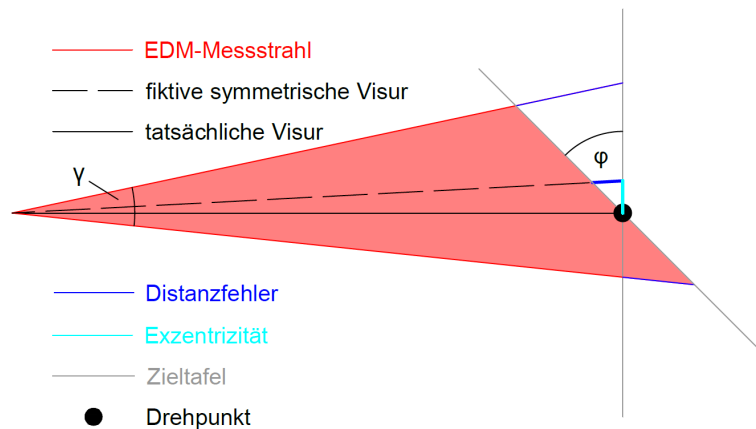 EDM-Messstrahl
fiktive symmetrische Visur
tatsächliche Visur
φ
γ
Distanzfehler
Exzentrizität
Zieltafel
Drehpunkt